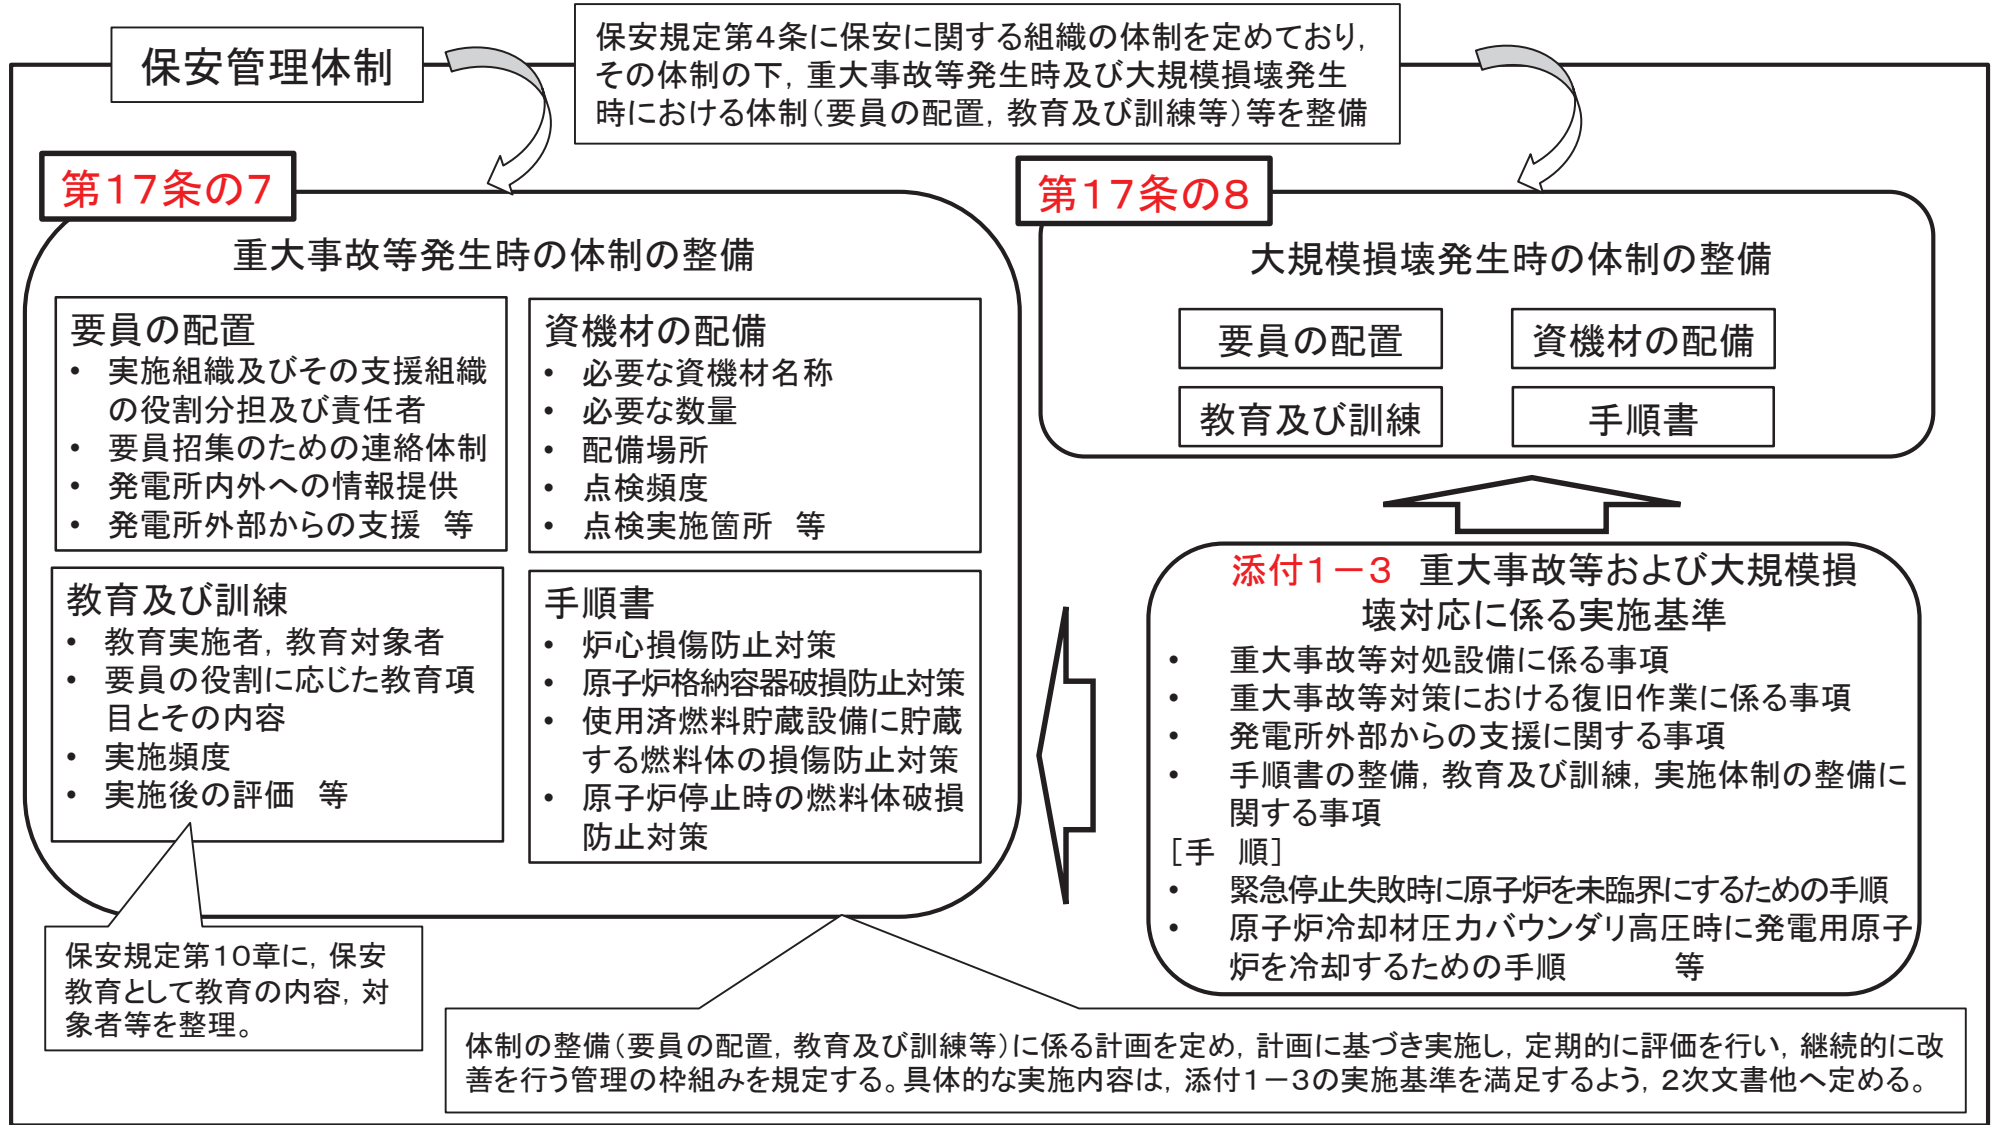 保安管理体制
保安規定第4条に保安に関する組織の体制を定めており,
その体制の下, 重大事故等発生時及び大規模損壊発生
時における体制(要員の配置, 教育及び訓練等)等を整備
第17条の7
重大事故等発生時の体制の整備
要員の配置
• 実施組織及びその支援組織
の役割分担及び責任者
• 要員招集のための連絡体制
• 発電所内外への情報提供
• 発電所外部からの支援 等
資機材の配備
• 必要な資機材名称
• 必要な数量
• 配備場所
• 点検頻度
• 点検実施箇所 等
教育及び訓練
• 教育実施者, 教育対象者
• 要員の役割に応じた教育項
目とその内容
• 実施頻度
• 実施後の評価 等
手順書
• 炉心損傷防止対策
• 原子炉格納容器破損防止対策
• 使用済燃料貯蔵設備に貯蔵
する燃料体の損傷防止対策
• 原子炉停止時の燃料体破損
防止対策
保安規定第10章に, 保安
教育として教育の内容, 対
象者等を整理。
第17条の8
大規模損壊発生時の体制の整備
要員の配置
資機材の配備
教育及び訓練
手順書
添付1-3 重大事故等および大規模損
壊対応に係る実施基準
• 重大事故等対処設備に係る事項
• 重大事故等対策における復旧作業に係る事項
• 発電所外部からの支援に関する事項
• 手順書の整備, 教育及び訓練, 実施体制の整備に
関する事項
[手 順]
• 緊急停止失敗時に原子炉を未臨界にするための手順
• 原子炉冷却材圧力バウンダリ高圧時に発電用原子
炉を冷却するための手順 等
体制の整備(要員の配置, 教育及び訓練等)に係る計画を定め, 計画に基づき実施し, 定期的に評価を行い, 継続的に改
善を行う管理の枠組みを規定する。具体的な実施内容は, 添付1-3の実施基準を満足するよう, 2次文書他へ定める。